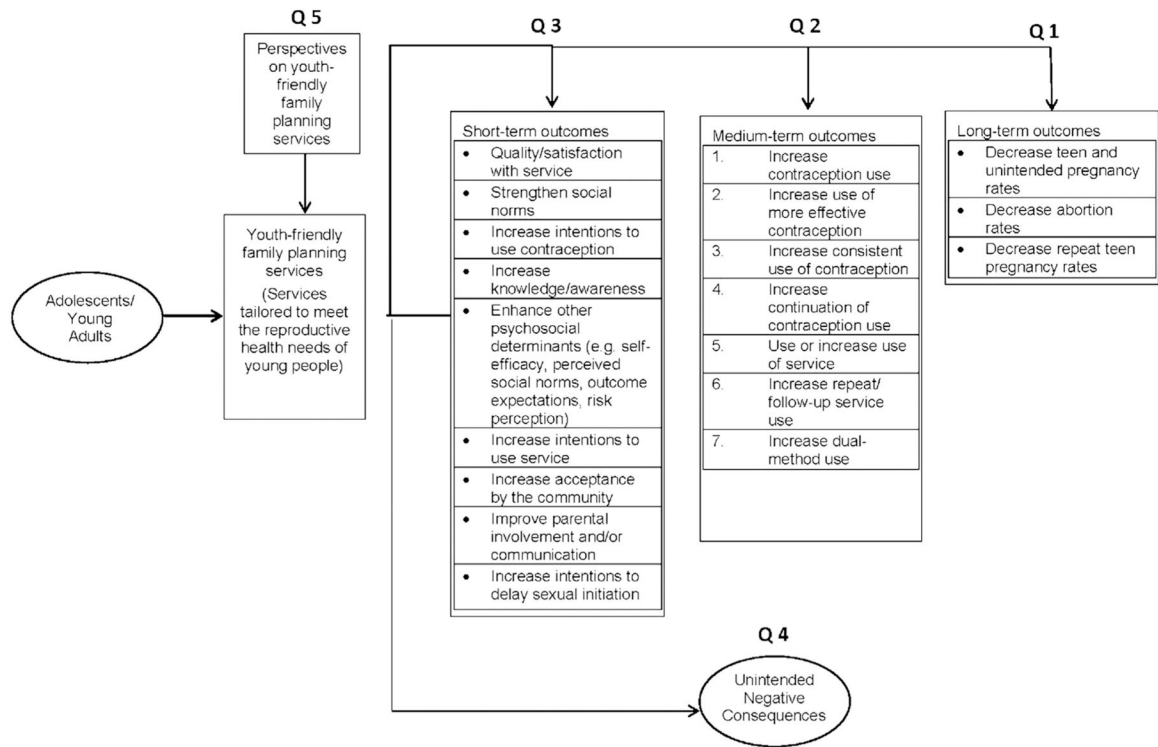 Q 5
Perspectives
on youth-
friendly
family
planning
services
Adolescents/
Young
Adults
Youth-friendly
family planning
services
(Services
tailored to meet
the reproductive
health needs of
young people)
Q 3
Short-term outcomes
• Quality/satisfaction
with service
• Strengthen social
norms
• Increase intentions to
use contraception
• Increase
knowledge/awareness
• Enhance other
psychosocial
determinants (e.g. self-
efficacy, perceived
social norms, outcome
expectations, risk
perception)
• Increase intentions to
use service
• Increase acceptance
by the community
• Improve parental
involvement and/or
communication
• Increase intentions to
delay sexual initiation
Q 2
Medium-term outcomes
1. Increase
contraception use
2. Increase use of
more effective
contraception
3. Increase consistent
use of contraception
4. Increase
continuation of
contraception use
5. Use or increase use
of service
6. Increase repeat/
follow-up service
use
7. Increase dual-
method use
Q 1
Long-term outcomes
• Decrease teen and
unintended pregnancy
rates
• Decrease abortion
rates
• Decrease repeat teen
pregnancy rates
Q 4
Unintended
Negative
Consequences